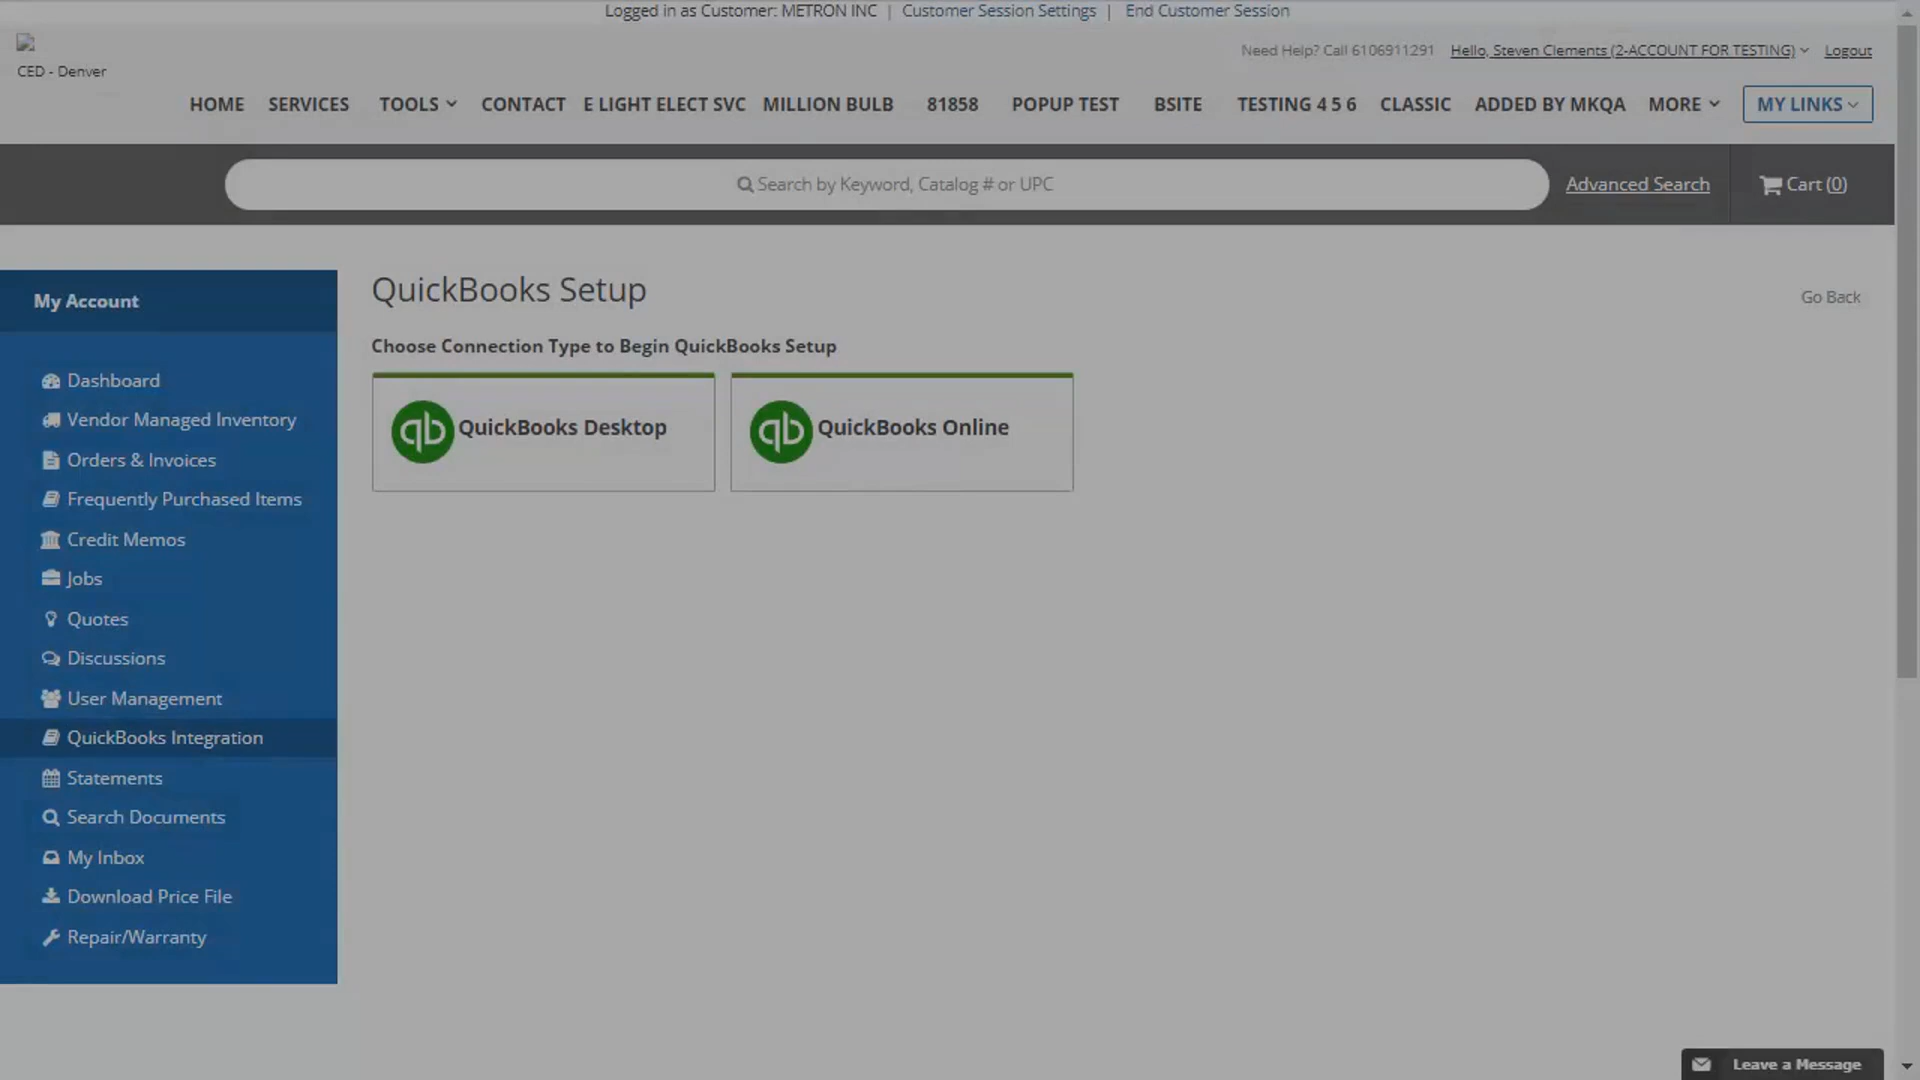 Logged in as Customer: METRON INC | Customer Session Settings | End Customer Session
Need Help? Call 6106911291 Hello, Steven Clements (2-ACCOUNT FOR TESTING) Logout
CED - Denver
HOME SERVICES TOOLS CONTACT E LIGHT ELECT SVC MILLION BULB 81858 POPUP TEST BSITE TESTING 4 5 6 CLASSIC ADDED BY MKQA MORE MY LINKS
Search by Keyword, Catalog # or UPC Advanced Search Cart (0)
My Account
Dashboard
Vendor Managed Inventory
Orders & Invoices
Frequently Purchased Items
Credit Memos
Jobs
Quotes
Discussions
User Management
QuickBooks Integration
Statements
Search Documents
My Inbox
Download Price File
Repair/Warranty
QuickBooks Setup
Go Back
Choose Connection Type to Begin QuickBooks Setup
qb QuickBooks Desktop
qb QuickBooks Online
Leave a Message